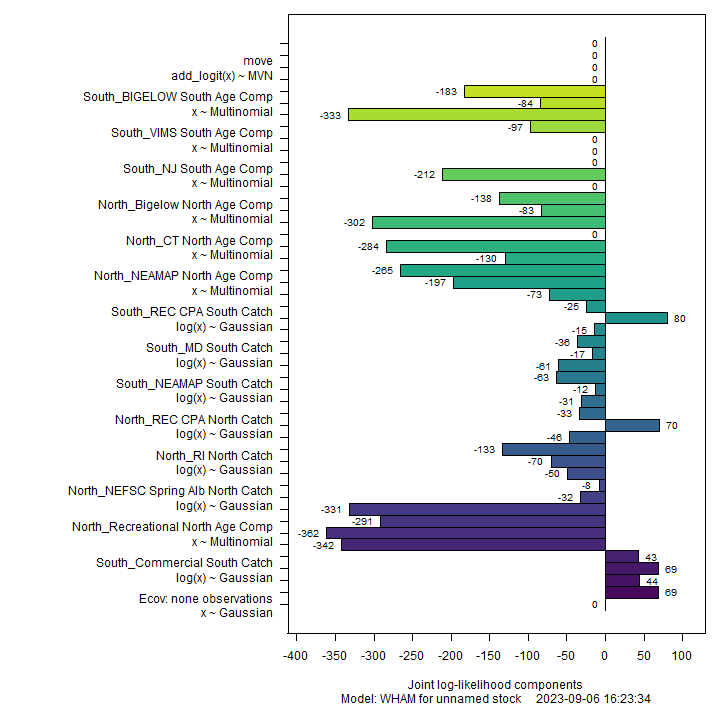 0
0
move
0
add_logit(x) ~ MVN
0
-183
South_BIGELOW South Age Comp
-84
x ~ Multinomial
-333
-97
South_VIMS South Age Comp
0
x ~ Multinomial
0
0
South_NJ South Age Comp
-212
x ~ Multinomial
0
-138
North_Bigelow North Age Comp
-83
x ~ Multinomial
-302
0
North_CT North Age Comp
-284
x ~ Multinomial
-130
-265
North_NEAMAP North Age Comp
-197
x ~ Multinomial
-73
-25
South_REC CPA South Catch
80
log(x) ~ Gaussian
-15
-36
South_MD South Catch
-17
log(x) ~ Gaussian
-61
-63
South_NEAMAP South Catch
-12
log(x) ~ Gaussian
-31
-33
North_REC CPA North Catch
70
log(x) ~ Gaussian
-46
-133
North_RI North Catch
-70
log(x) ~ Gaussian
-50
-8
North_NEFSC Spring Alb North Catch
-32
log(x) ~ Gaussian
-331
-291
North_Recreational North Age Comp
-362
x ~ Multinomial
-342
43
South_Commercial South Catch
69
log(x) ~ Gaussian
44
69
Ecov: none observations
0
x ~ Gaussian
-400 -350 -300 -250 -200 -150 -100 -50 0 50 100
Joint log-likelihood components
Model: WHAM for unnamed stock 2023-09-06 16:23:34